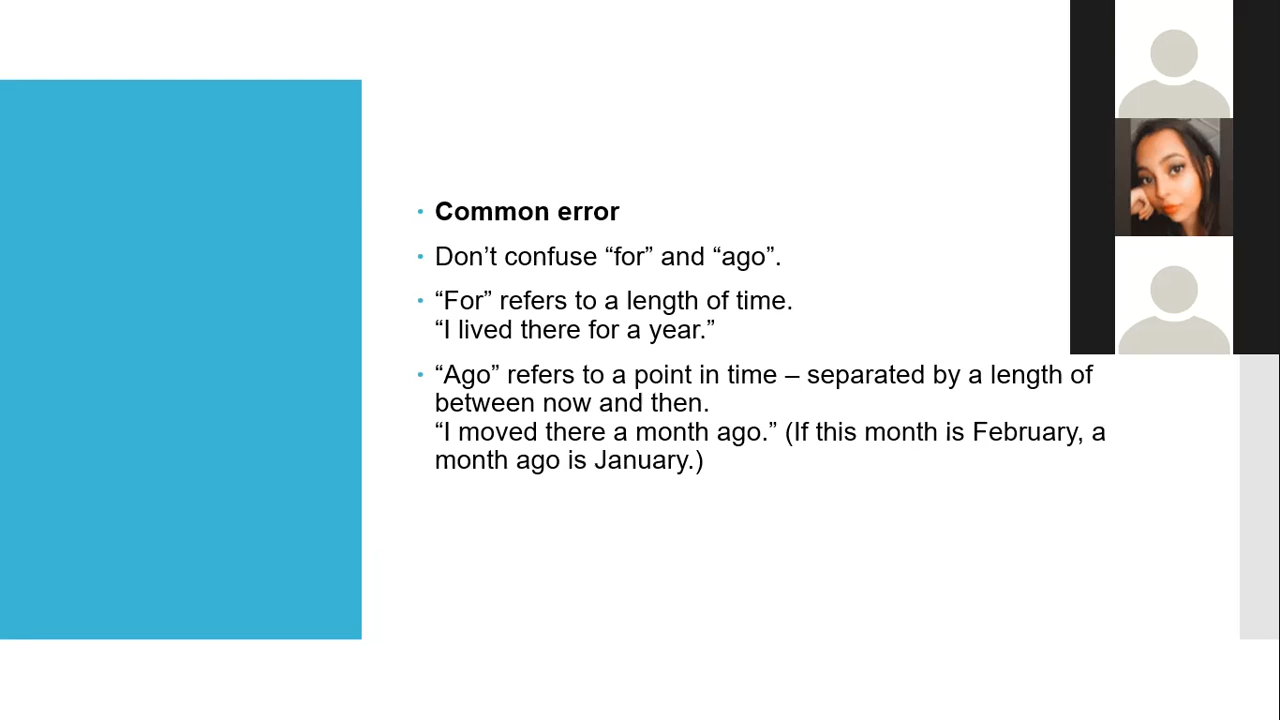 Common error
Don’t confuse “for” and “ago”.
“For” refers to a length of time.
“I lived there for a year.”
“Ago” refers to a point in time – separated by a length of
between now and then.
“I moved there a month ago.” (If this month is February, a
month ago is January.)